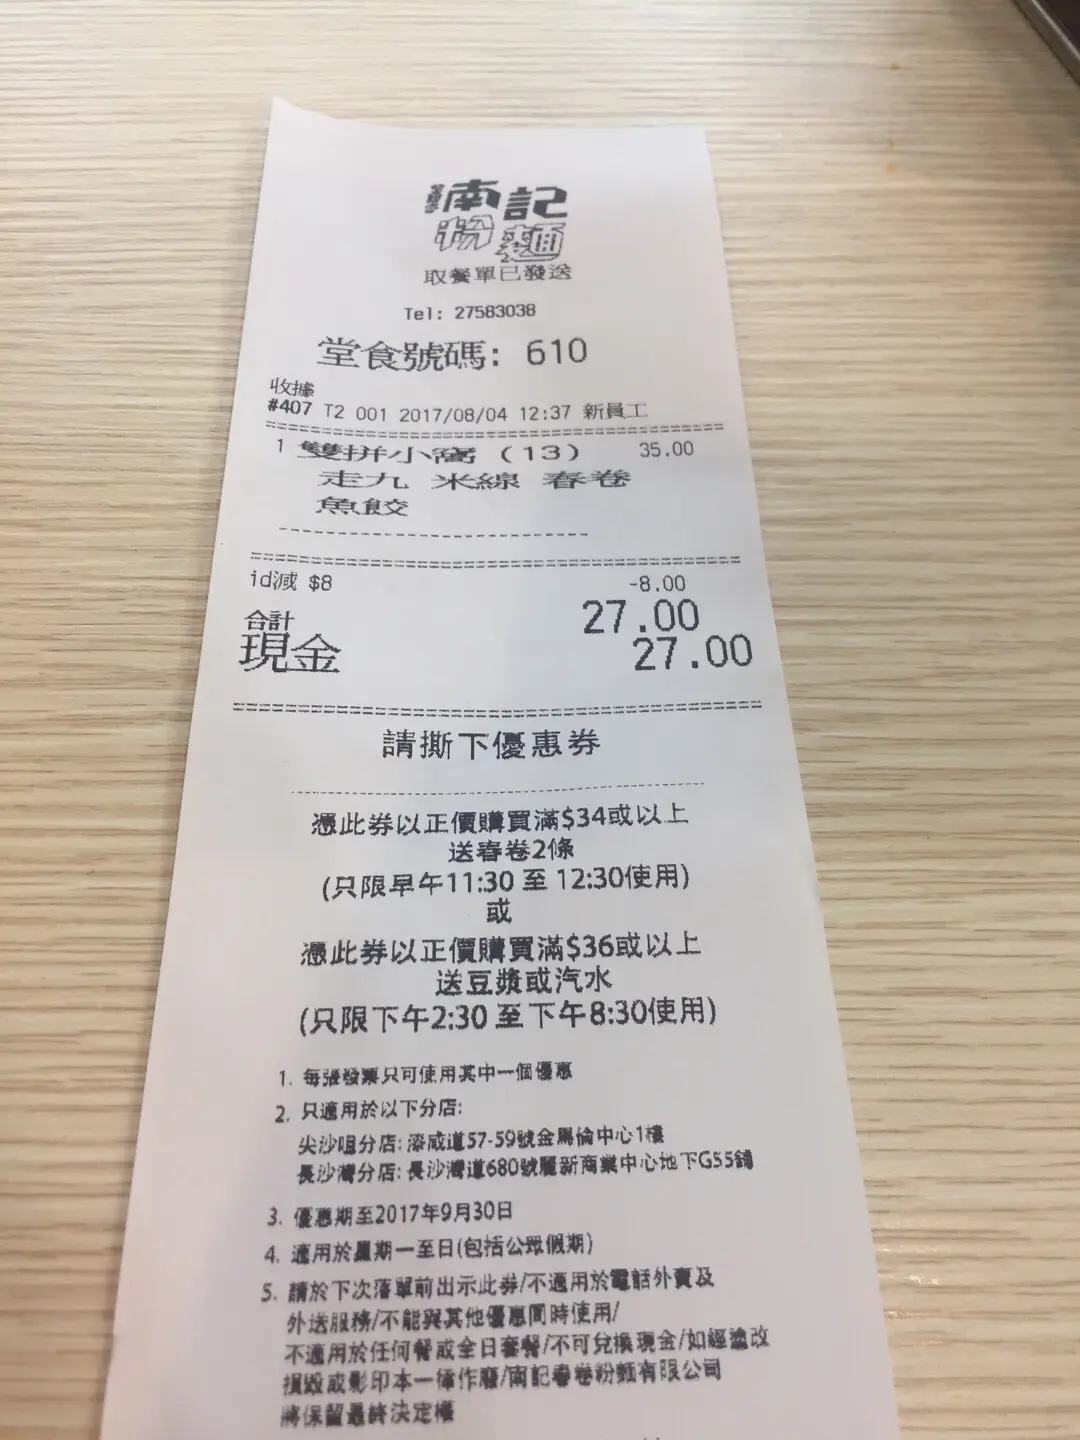 南記
粉麵
取餐單已發送
Tel: 27583038
堂食號碼: 610
收據
#407 T2 001 2017/08/04 12:37 新員工
1 雙拼小窩 (13) 35.00
走九 米線 春卷
魚餃
id減 $8 -8.00
合計 27.00
現金 27.00
請撕下優惠券
憑此券以正價購買滿$34或以上
送春卷2條
(只限早午11:30 至 12:30使用)
或
憑此券以正價購買滿$36或以上
送豆漿或汽水
(只限下午2:30 至下午8:30使用)
1. 每張發票只可使用其中一個優惠
2. 只適用於以下分店:
尖沙咀分店: 漆咸道57-59號金馬倫中心1樓
長沙灣分店: 長沙灣道680號麗新商業中心地下G55舖
3. 優惠期至2017年9月30日
4. 適用於星期一至日(包括公眾假期)
5. 請於下次落單前出示此券/不適用於電話外賣及
外送服務/不能與其他優惠同時使用/
不適用於任何餐或全日套餐/不可兌換現金/如經塗改
損毀或影印本一律作廢/南記春卷粉麵有限公司
將保留最終決定權